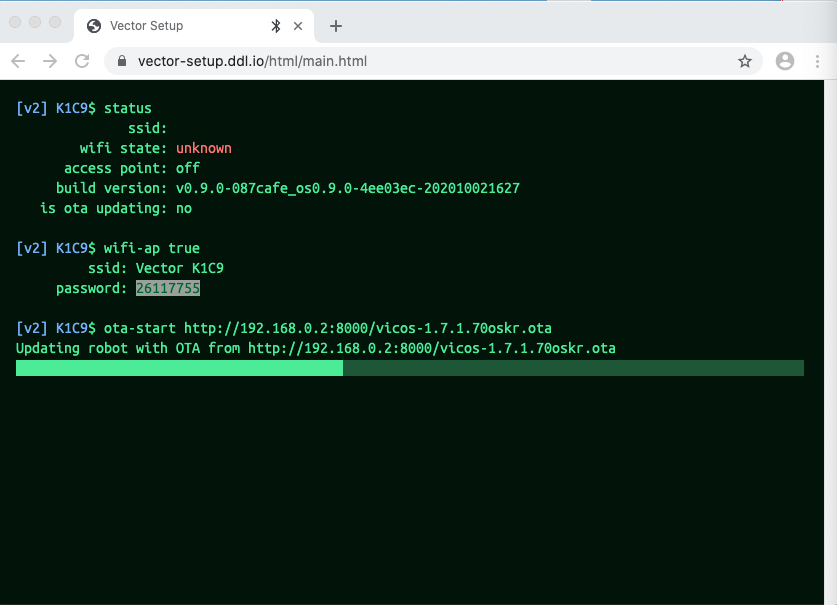 Vector Setup
vector-setup.ddl.io/html/main.html
[v2] K1C9$ status
ssid:
wifi state: unknown
access point: off
build version: v0.9.0-087cafe_os0.9.0-4ee03ec-202010021627
is ota updating: no
[v2] K1C9$ wifi-ap true
ssid: Vector K1C9
password: 26117755
[v2] K1C9$ ota-start http://192.168.0.2:8000/vicos-1.7.1.70oskr.ota
Updating robot with OTA from http://192.168.0.2:8000/vicos-1.7.1.70oskr.ota